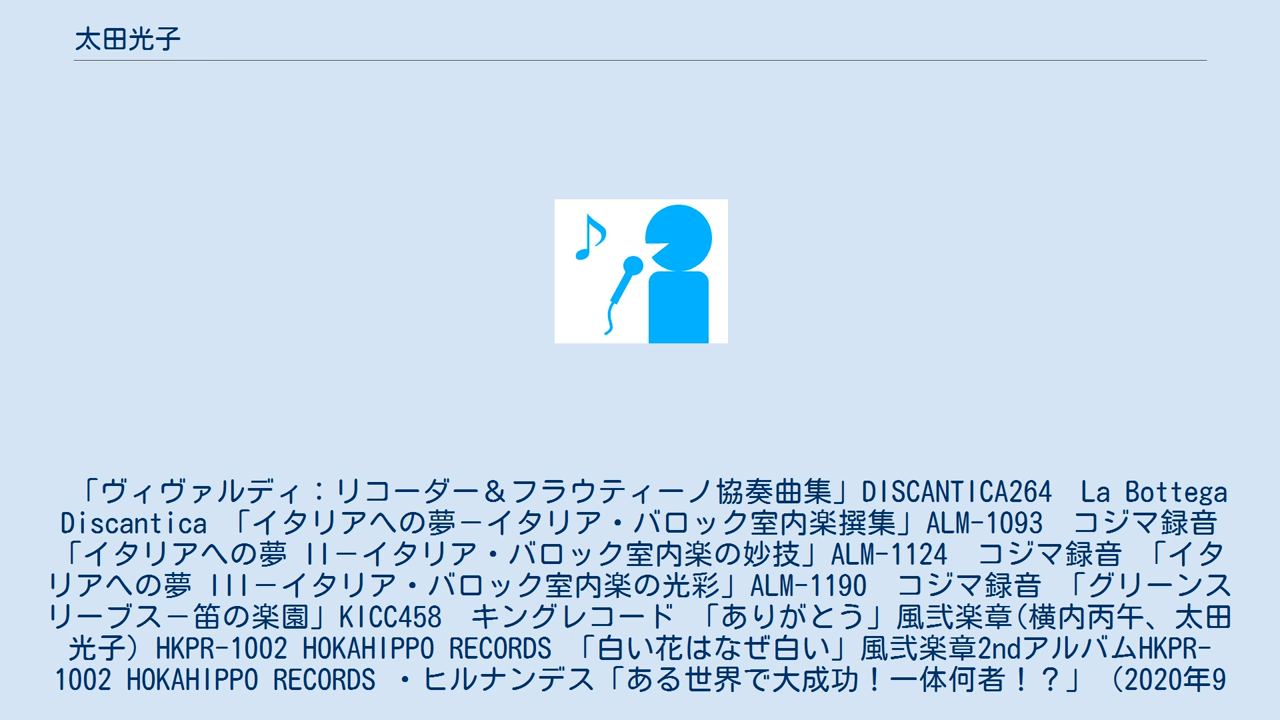 太田光子
「ヴィヴァルディ：リコーダー＆フラウティーノ協奏曲集」DISCANTICA264　La Bottega
Discantica 「イタリアへの夢－イタリア・バロック室内楽撰集」ALM-1093　コジマ録音
「イタリアへの夢 II－イタリア・バロック室内楽の妙技」ALM-1124　コジマ録音 「イタ
リアへの夢 III－イタリア・バロック室内楽の光彩」ALM-1190　コジマ録音 「グリーンス
リーブス－笛の楽園」KICC458　キングレコード 「ありがとう」風弐楽章(横内丙午、太田
光子）HKPR-1002 HOKAHIPPO RECORDS 「白い花はなぜ白い」風弐楽章2ndアルバムHKPR-
1002 HOKAHIPPO RECORDS ・ヒルナンデス「ある世界で大成功！一体何者！？」（2020年9